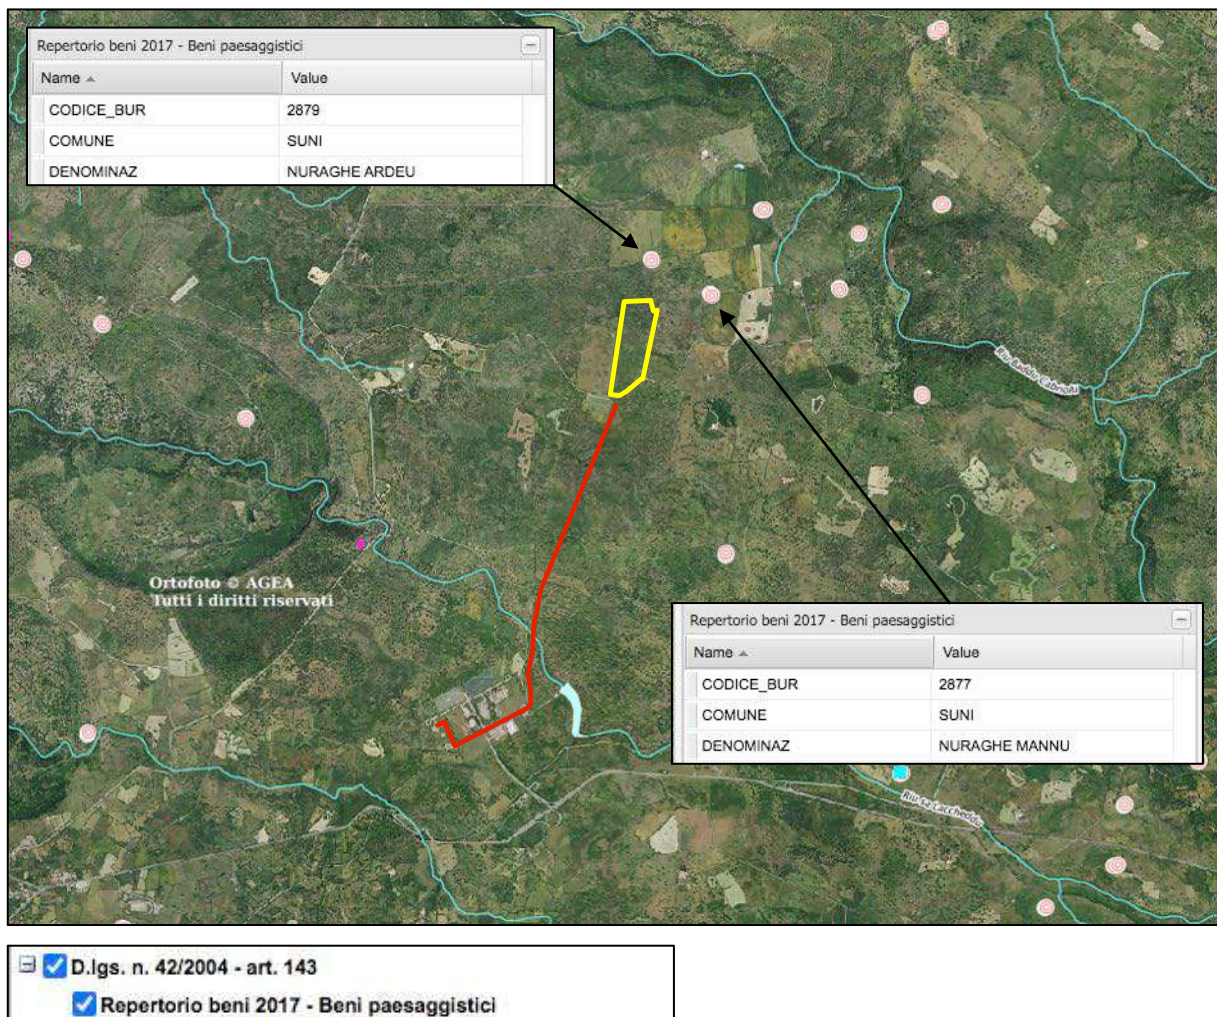 Repertorio beni 2017 - Beni paesaggistici
Name Value
CODICE_BUR 2879
COMUNE SUNI
DENOMINAZ NURAGHE ARDEU
Riu Badde Cabriolu
Ortofoto © AGEA
Tutti i diritti riservati
Repertorio beni 2017 - Beni paesaggistici
Name Value
CODICE_BUR 2877
COMUNE SUNI
DENOMINAZ NURAGHE MANNU
Riu sa Laccheddu
D.lgs. n. 42/2004 - art. 143
Repertorio beni 2017 - Beni paesaggistici